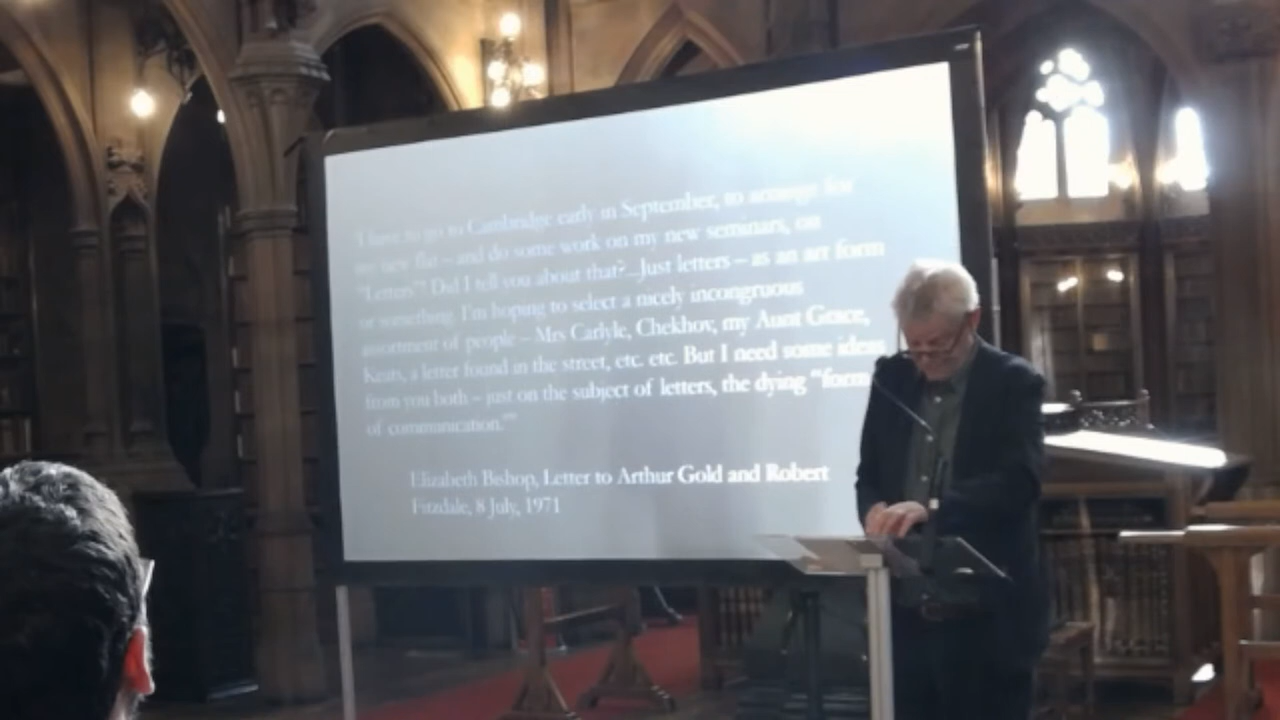 I have to go to Cambridge early in September, to arrange for
my new flat – and do some work on my new seminars, on
"Letters"! Did I tell you about that? – Just letters – as an art form
or something. I'm hoping to select a nicely incongruous
assortment of people – Mrs Carlyle, Chekhov, my Aunt Grace,
Keats, a letter found in the street, etc. etc. But I need some ideas
from you both – just on the subject of letters, the dying "form
of communication."
Elizabeth Bishop, Letter to Arthur Gold and Robert
Fizdale, 8 July, 1971